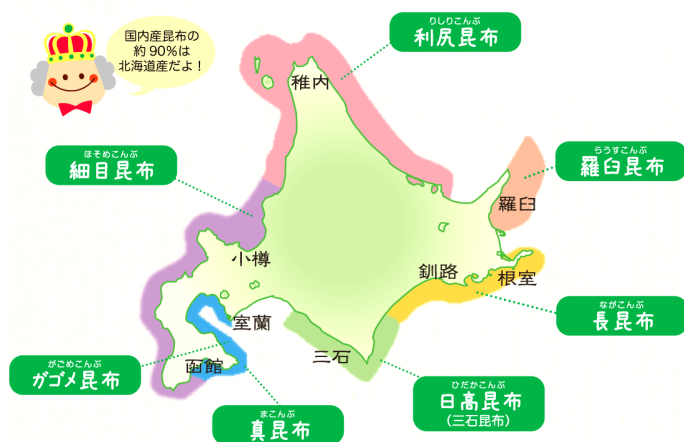 国内産昆布の
約90%は
北海道産だよ！
りしりこんぶ
利尻昆布
稚内
ほそめこんぶ
細目昆布
らうすこんぶ
羅臼昆布
羅臼
小樽
釧路
根室
ながこんぶ
長昆布
室蘭
三石
函館
がごめこんぶ
ガゴメ昆布
ひだかこんぶ
日高昆布
(三石昆布)
まこんぶ
真昆布